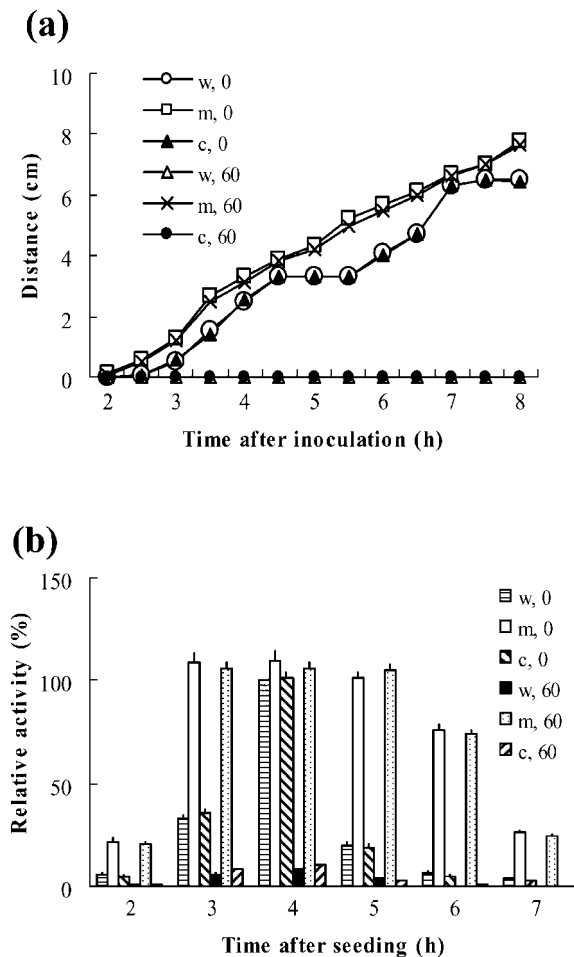 (a)
10
8
6
4
2
0
Distance (cm)
w, 0
m, 0
c, 0
w, 60
m, 60
c, 60
2 3 4 5 6 7 8
Time after inoculation (h)
(b)
150
100
50
0
Relative activity (%)
w, 0
m, 0
c, 0
w, 60
m, 60
c, 60
2 3 4 5 6 7
Time after seeding (h)